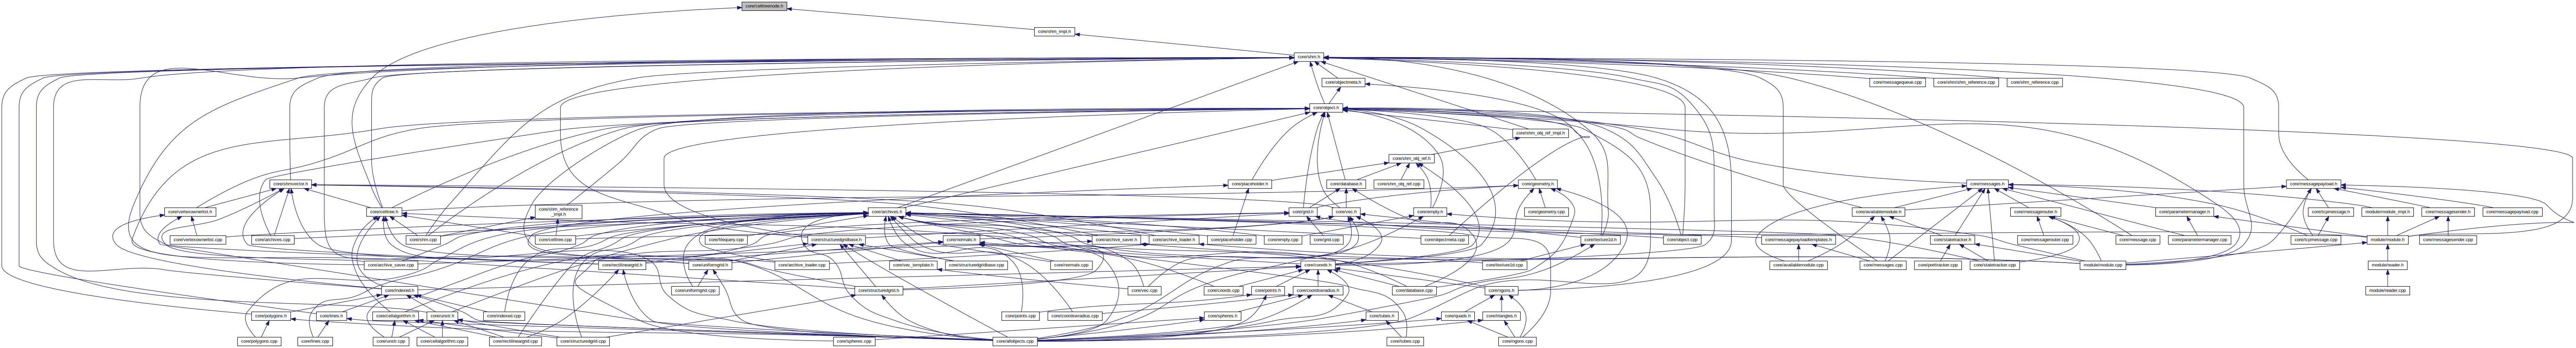 core/celltreenode.h
core/shm_impl.h
core/shm.h
core/objectmeta.h
core/messagequeue.cpp
core/shm/shm_reference.cpp
core/shm_reference.cpp
core/object.h
core/shm_obj_ref_impl.h
core/shm_obj_ref.h
core/shmvector.h
core/placeholder.h
core/database.h
core/shm_obj_ref.cpp
core/geometry.h
core/messages.h
core/messagepayload.h
core/vertexownerlist.h
core/celltree.h
core/shm_reference
_impl.h
core/archives.h
core/grid.h
core/vec.h
core/empty.h
core/geometry.cpp
core/availablemodule.h
core/messagerouter.h
core/parametermanager.h
core/tcpmessage.h
module/module_impl.h
core/messagesender.h
core/messagepayload.cpp
core/vertexownerlist.cpp
core/archives.cpp
core/shm.cpp
core/celltree.cpp
core/filequery.cpp
core/structuredgridbase.h
core/normals.h
core/archive_saver.h
core/archive_loader.h
core/placeholder.cpp
core/empty.cpp
core/grid.cpp
core/objectmeta.cpp
core/texture1d.h
core/object.cpp
core/messagepayloadtemplates.h
core/statetracker.h
core/messagerouter.cpp
core/message.cpp
core/parametermanager.cpp
core/tcpmessage.cpp
module/module.h
core/messagesender.cpp
core/archive_saver.cpp
core/rectilineargrid.h
core/uniformgrid.h
core/archive_loader.cpp
core/vec_template.h
core/structuredgridbase.cpp
core/normals.cpp
core/coords.h
core/texture1d.cpp
core/availablemodule.cpp
core/messages.cpp
core/porttracker.cpp
core/statetracker.cpp
module/module.cpp
module/reader.h
core/indexed.h
core/uniformgrid.cpp
core/structuredgrid.h
core/vec.cpp
core/coords.cpp
core/points.h
core/coordswradius.h
core/database.cpp
core/ngons.h
module/reader.cpp
core/polygons.h
core/lines.h
core/cellalgorithm.h
core/unstr.h
core/indexed.cpp
core/points.cpp
core/coordswradius.cpp
core/spheres.h
core/tubes.h
core/quads.h
core/triangles.h
core/polygons.cpp
core/lines.cpp
core/unstr.cpp
core/cellalgorithm.cpp
core/rectilineargrid.cpp
core/structuredgrid.cpp
core/spheres.cpp
core/allobjects.cpp
core/tubes.cpp
core/ngons.cpp